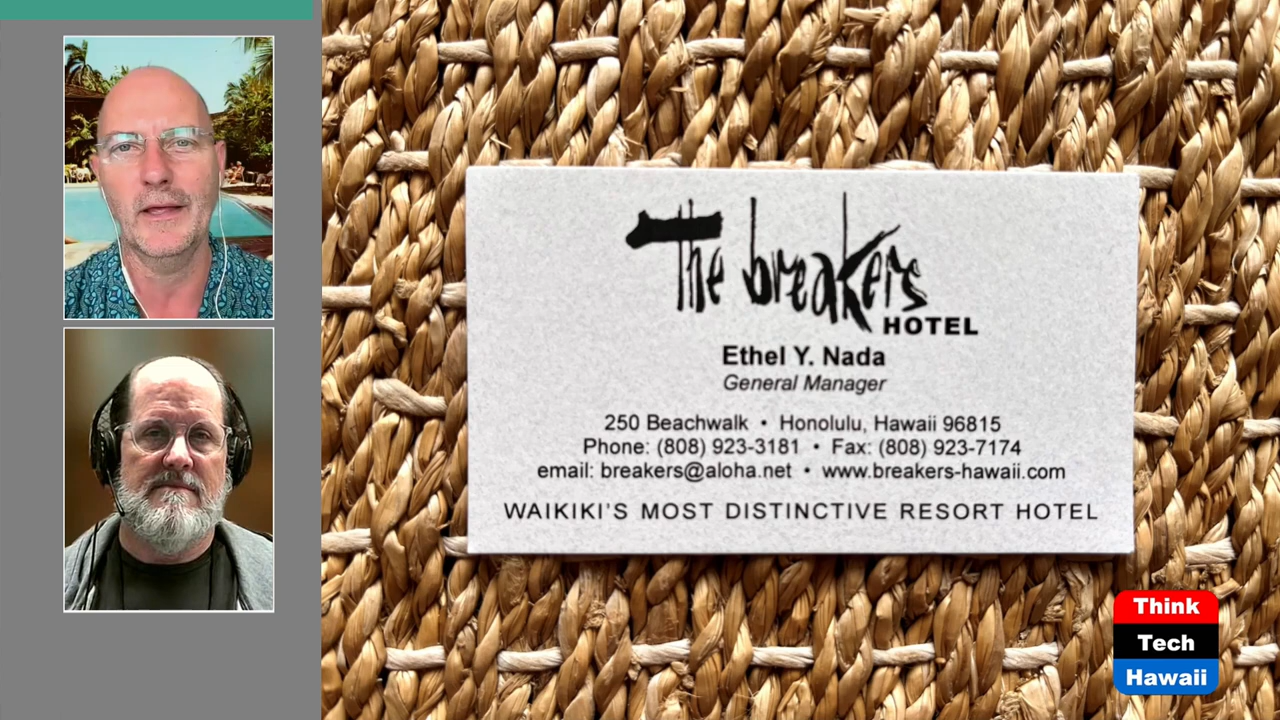 The breakers
HOTEL
Ethel Y. Nada
General Manager
250 Beachwalk • Honolulu, Hawaii 96815
Phone: (808) 923-3181 • Fax: (808) 923-7174
email: breakers@aloha.net • www.breakers-hawaii.com
WAIKIKI'S MOST DISTINCTIVE RESORT HOTEL
Think
Tech
Hawaii